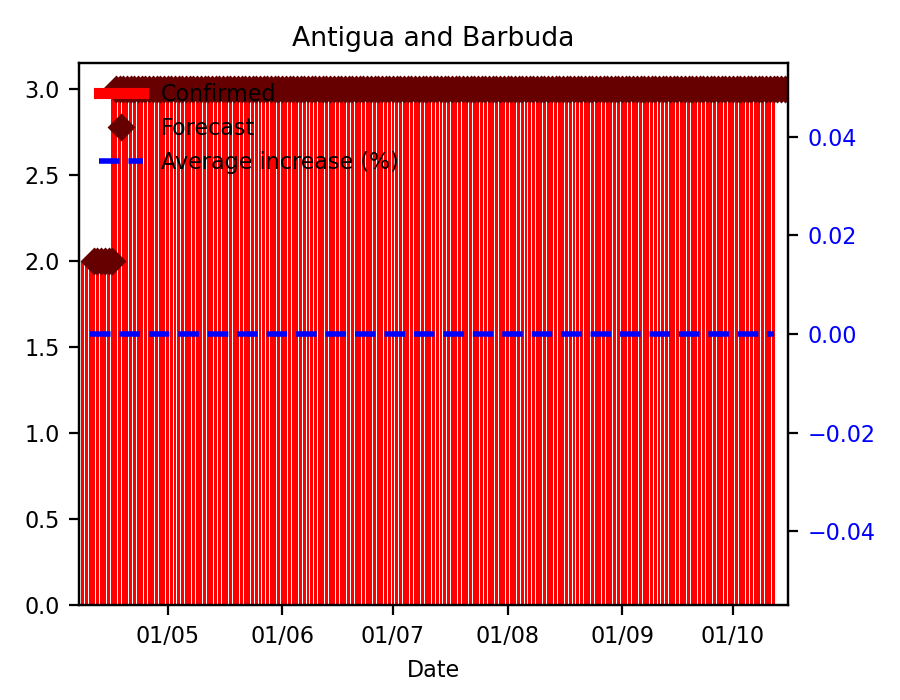 Antigua and Barbuda
Confirmed
Forecast
Average increase (%)
3.0
2.5
2.0
1.5
1.0
0.5
0.0
0.04
0.02
0.00
−0.02
−0.04
01/05 01/06 01/07 01/08 01/09 01/10
Date